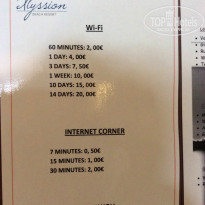 Alyssion
Wi-Fi
60 MINUTES: 2, 00€
1 DAY: 4, 00€
3 DAYS: 7, 50€
1 WEEK: 10, 00€
10 DAYS: 15, 00€
14 DAYS: 20, 00€
INTERNET CORNER
7 MINUTES: 0, 50€
15 MINUTES: 1, 00€
30 MINUTES: 2, 00€